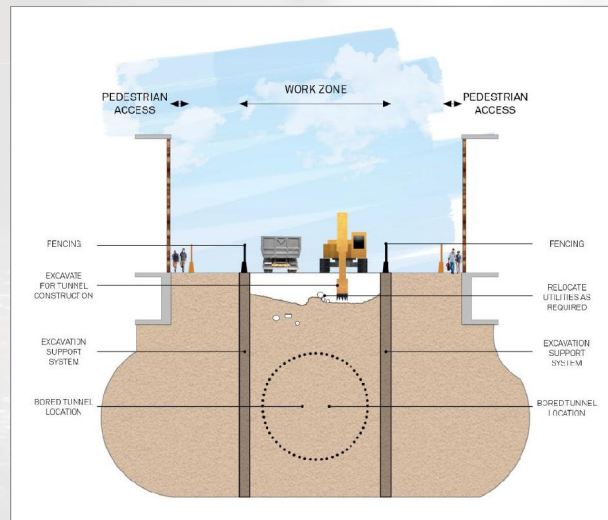 WORK ZONE
PEDESTRIAN
ACCESS
PEDESTRIAN
ACCESS
FENCING
EXCAVATE
FOR TUNNEL
CONSTRUCTION
EXCAVATION
SUPPORT
SYSTEM
BORED TUNNEL
LOCATION
FENCING
RELOCATE
UTILITIES AS
REQUIRED
EXCAVATION
SUPPORT
SYSTEM
BORED TUNNEL
LOCATION